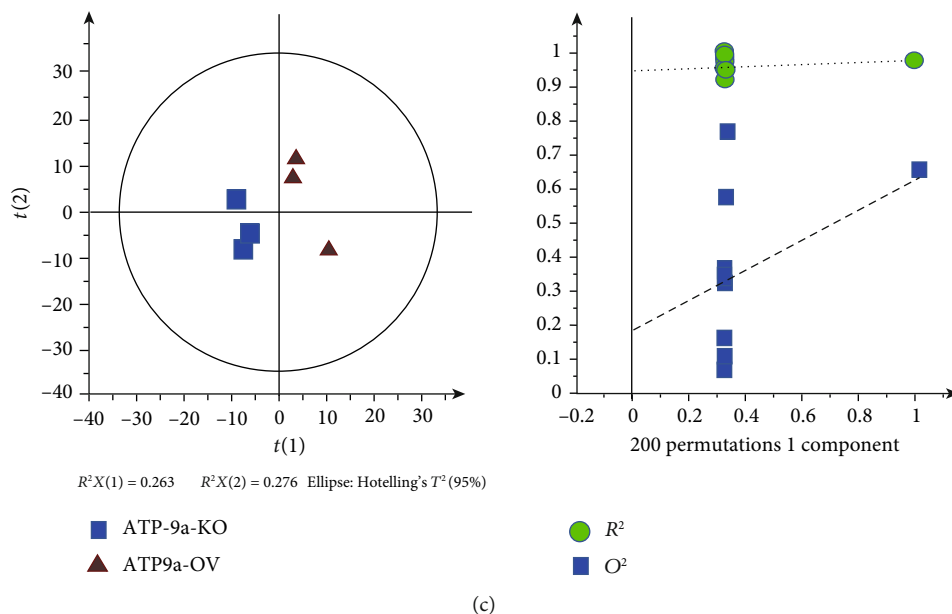 30
20
10
0
−10
−20
−30
−40
t(2)
−40 −30 −20 −10 0 10 20 30
t(1)
R²X(1) = 0.263 R²X(2) = 0.276 Ellipse: Hotelling's T² (95%)
ATP-9a-KO
ATP9a-OV
1
0.9
0.8
0.7
0.6
0.5
0.4
0.3
0.2
0.1
0
−0.2 0 0.2 0.4 0.6 0.8 1
200 permutations 1 component
R²
O²
(c)